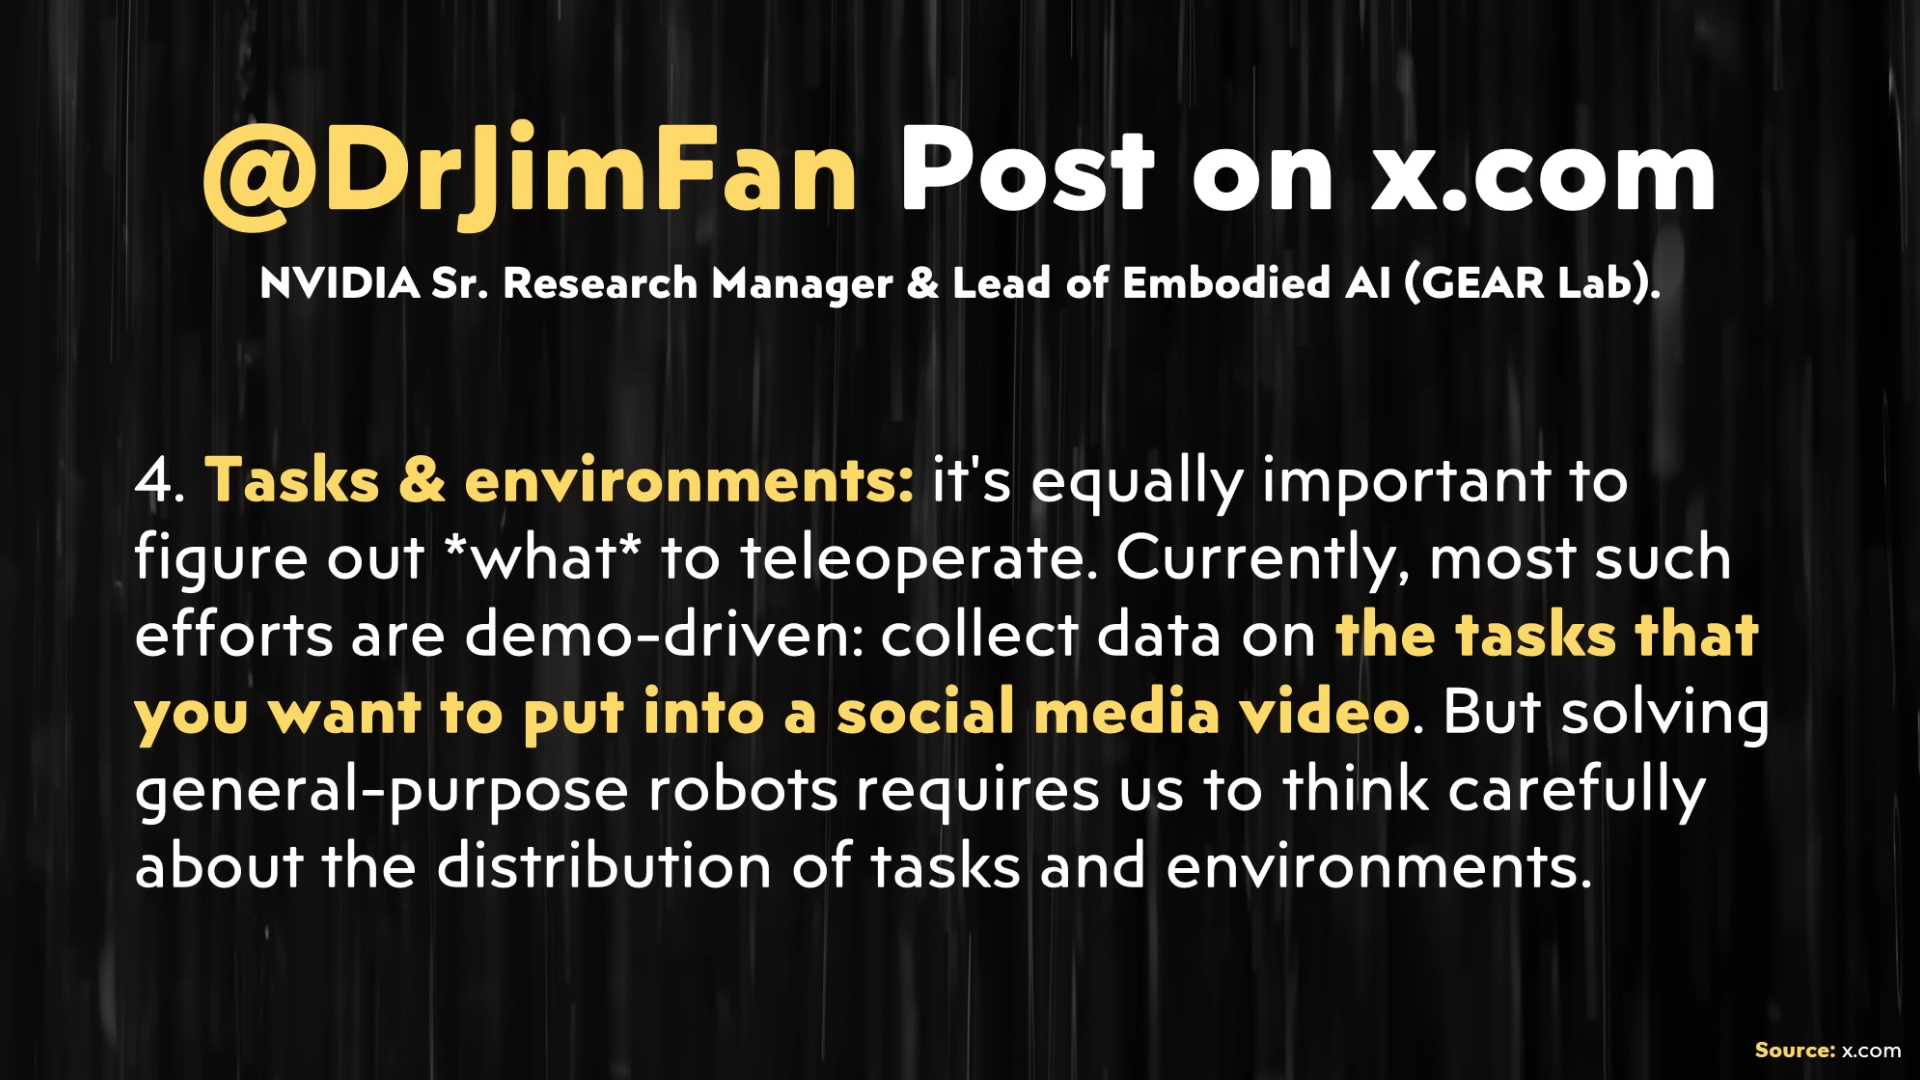 @DrJimFan Post on x.com
NVIDIA Sr. Research Manager & Lead of Embodied AI (GEAR Lab).
4. Tasks & environments: it's equally important to
figure out *what* to teleoperate. Currently, most such
efforts are demo-driven: collect data on the tasks that
you want to put into a social media video. But solving
general-purpose robots requires us to think carefully
about the distribution of tasks and environments.
Source: x.com